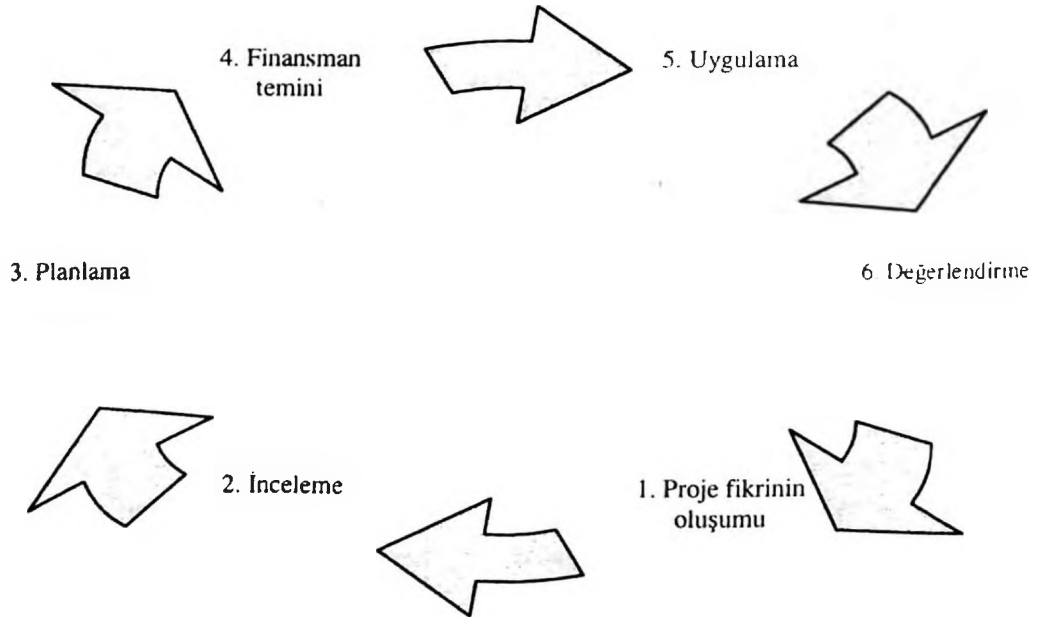 4. Finansman
temini
5. Uygulama
3. Planlama
6. Değerlendirme
2. İnceleme
1. Proje fikrinin
oluşumu